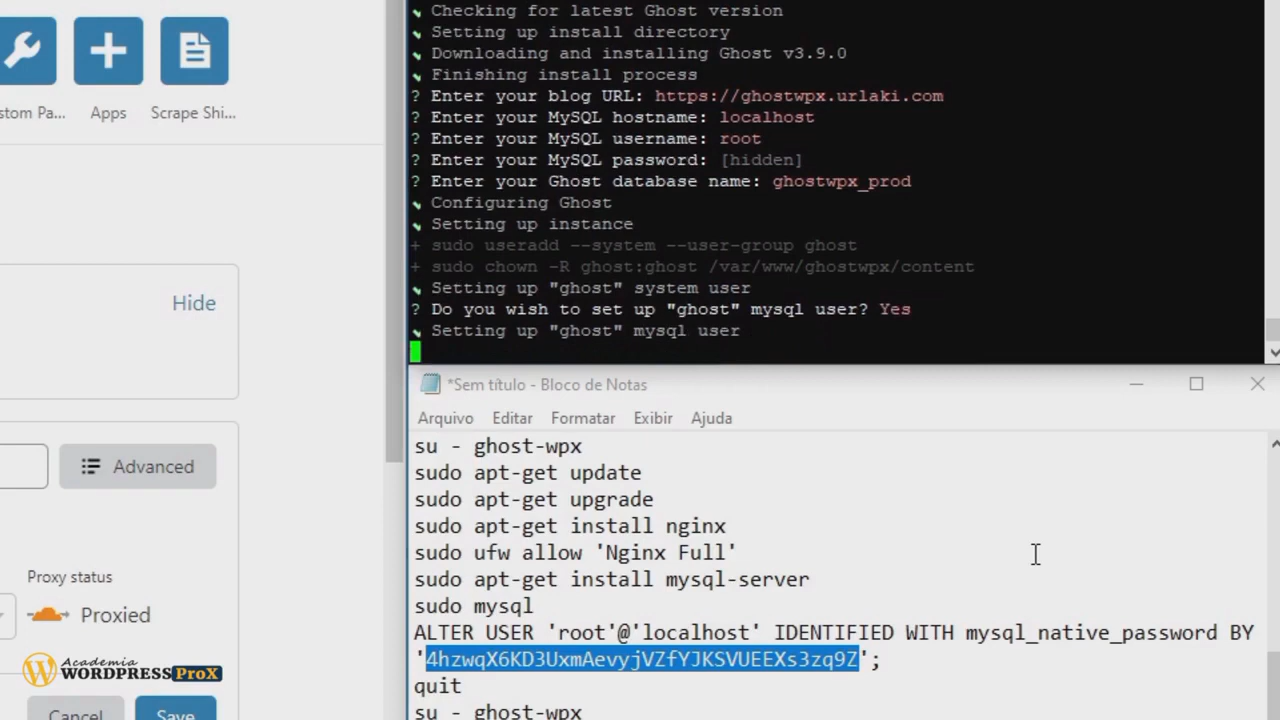 stom Pa...
Apps
Scrape Shi...
Hide
Advanced
Proxy status
Proxied
Academia
WORDPRESSProX
Cancel
Save
Checking for latest Ghost version
Setting up install directory
Downloading and installing Ghost v3.9.0
Finishing install process
? Enter your blog URL: https://ghostwpx.urlaki.com
? Enter your MySQL hostname: localhost
? Enter your MySQL username: root
? Enter your MySQL password: [hidden]
? Enter your Ghost database name: ghostwpx_prod
Configuring Ghost
Setting up instance
+ sudo useradd --system --user-group ghost
+ sudo chown -R ghost:ghost /var/www/ghostwpx/content
Setting up "ghost" system user
? Do you wish to set up "ghost" mysql user? Yes
Setting up "ghost" mysql user
*Sem título - Bloco de Notas
Arquivo Editar Formatar Exibir Ajuda
su - ghost-wpx
sudo apt-get update
sudo apt-get upgrade
sudo apt-get install nginx
sudo ufw allow 'Nginx Full'
sudo apt-get install mysql-server
sudo mysql
ALTER USER 'root'@'localhost' IDENTIFIED WITH mysql_native_password BY
'4hzwqX6KD3UxmAevyjVZfYJKSVUEEXs3zq9Z';
quit
su - ghost-wpx